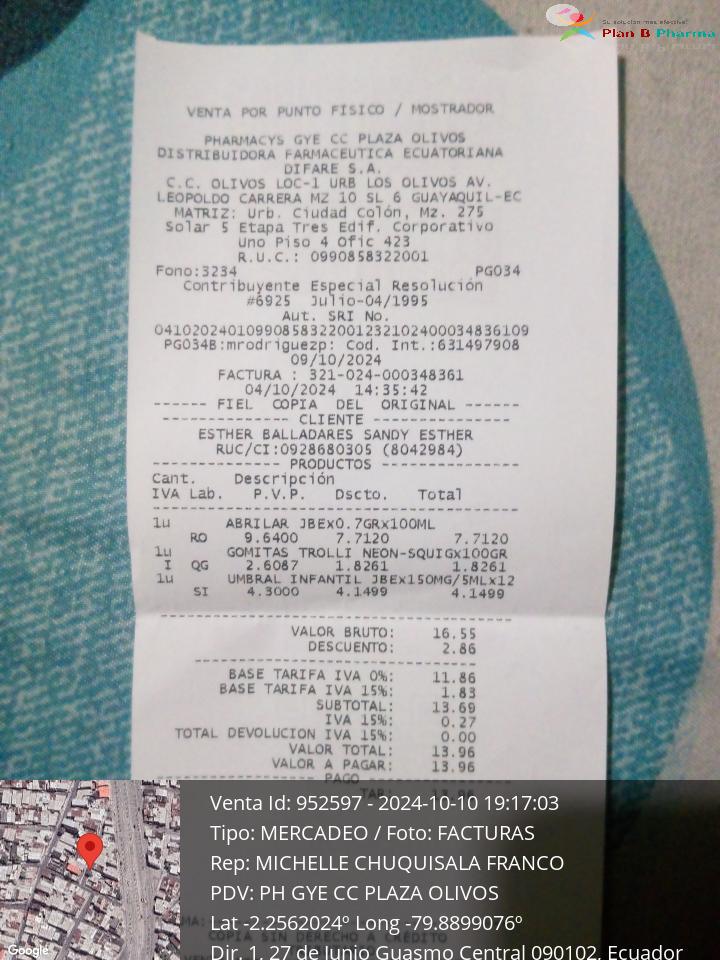 Su solucion mas efectiva!
Plan B Pharma
VENTA POR PUNTO FÍSICO / MOSTRADOR
PHARMACYS GYE CC PLAZA OLIVOS
DISTRIBUIDORA FARMACEUTICA ECUATORIANA
DIFARE S.A.
C.C. OLIVOS LOC-1 URB LOS OLIVOS AV.
LEOPOLDO CARRERA MZ 10 SL 6 GUAYAQUIL-EC
MATRIZ: Urb. Ciudad Colón, Mz. 275
Solar 5 Etapa Tres Edif. Corporativo
Uno Piso 4 Ofic 423
R.U.C.: 0990858322001
Fono:3234 PG034
Contribuyente Especial Resolución
#6925 Julio-04/1995
Aut. SRI No.
0410202401099085832200123210240003483610​9
PG034B:mrodriguezp: Cod. Int.:631497908
09/10/2024
FACTURA : 321-024-000348361
04/10/2024 14:35:42
------ FIEL COPIA DEL ORIGINAL ------
-------------- CLIENTE ---------------
ESTHER BALLADARES SANDY ESTHER
RUC/CI:0928680305 (8042984)
-------------- PRODUCTOS --------------
Cant. Descripción
IVA Lab. P.V.P. Dscto. Total
1u ABRILAR JBEx0.7GRx100ML
RO 9.6400 7.7120 7.7120
1u GOMITAS TROLLI NEON-SQUIGx100GR
I QG 2.6087 1.8261 1.8261
1u UMBRAL INFANTIL JBEx150MG/5MLx12
SI 4.3000 4.1499 4.1499
VALOR BRUTO: 16.55
DESCUENTO: 2.86
BASE TARIFA IVA 0%: 11.86
BASE TARIFA IVA 15%: 1.83
SUBTOTAL: 13.69
IVA 15%: 0.27
TOTAL DEVOLUCION IVA 15%: 0.00
VALOR TOTAL: 13.96
VALOR A PAGAR: 13.96
---------------- PAGO ---------------
TAR: 13.96
Venta Id: 952597 - 2024-10-10 19:17:03
Tipo: MERCADEO / Foto: FACTURAS
Rep: MICHELLE CHUQUISALA FRANCO
PDV: PH GYE CC PLAZA OLIVOS
Lat -2.2562024º Long -79.8899076º
COPIA SIN DERECHO A CREDITO
Dir. 1, 27 de Junio Guasmo Central 090102, Ecuador
Google